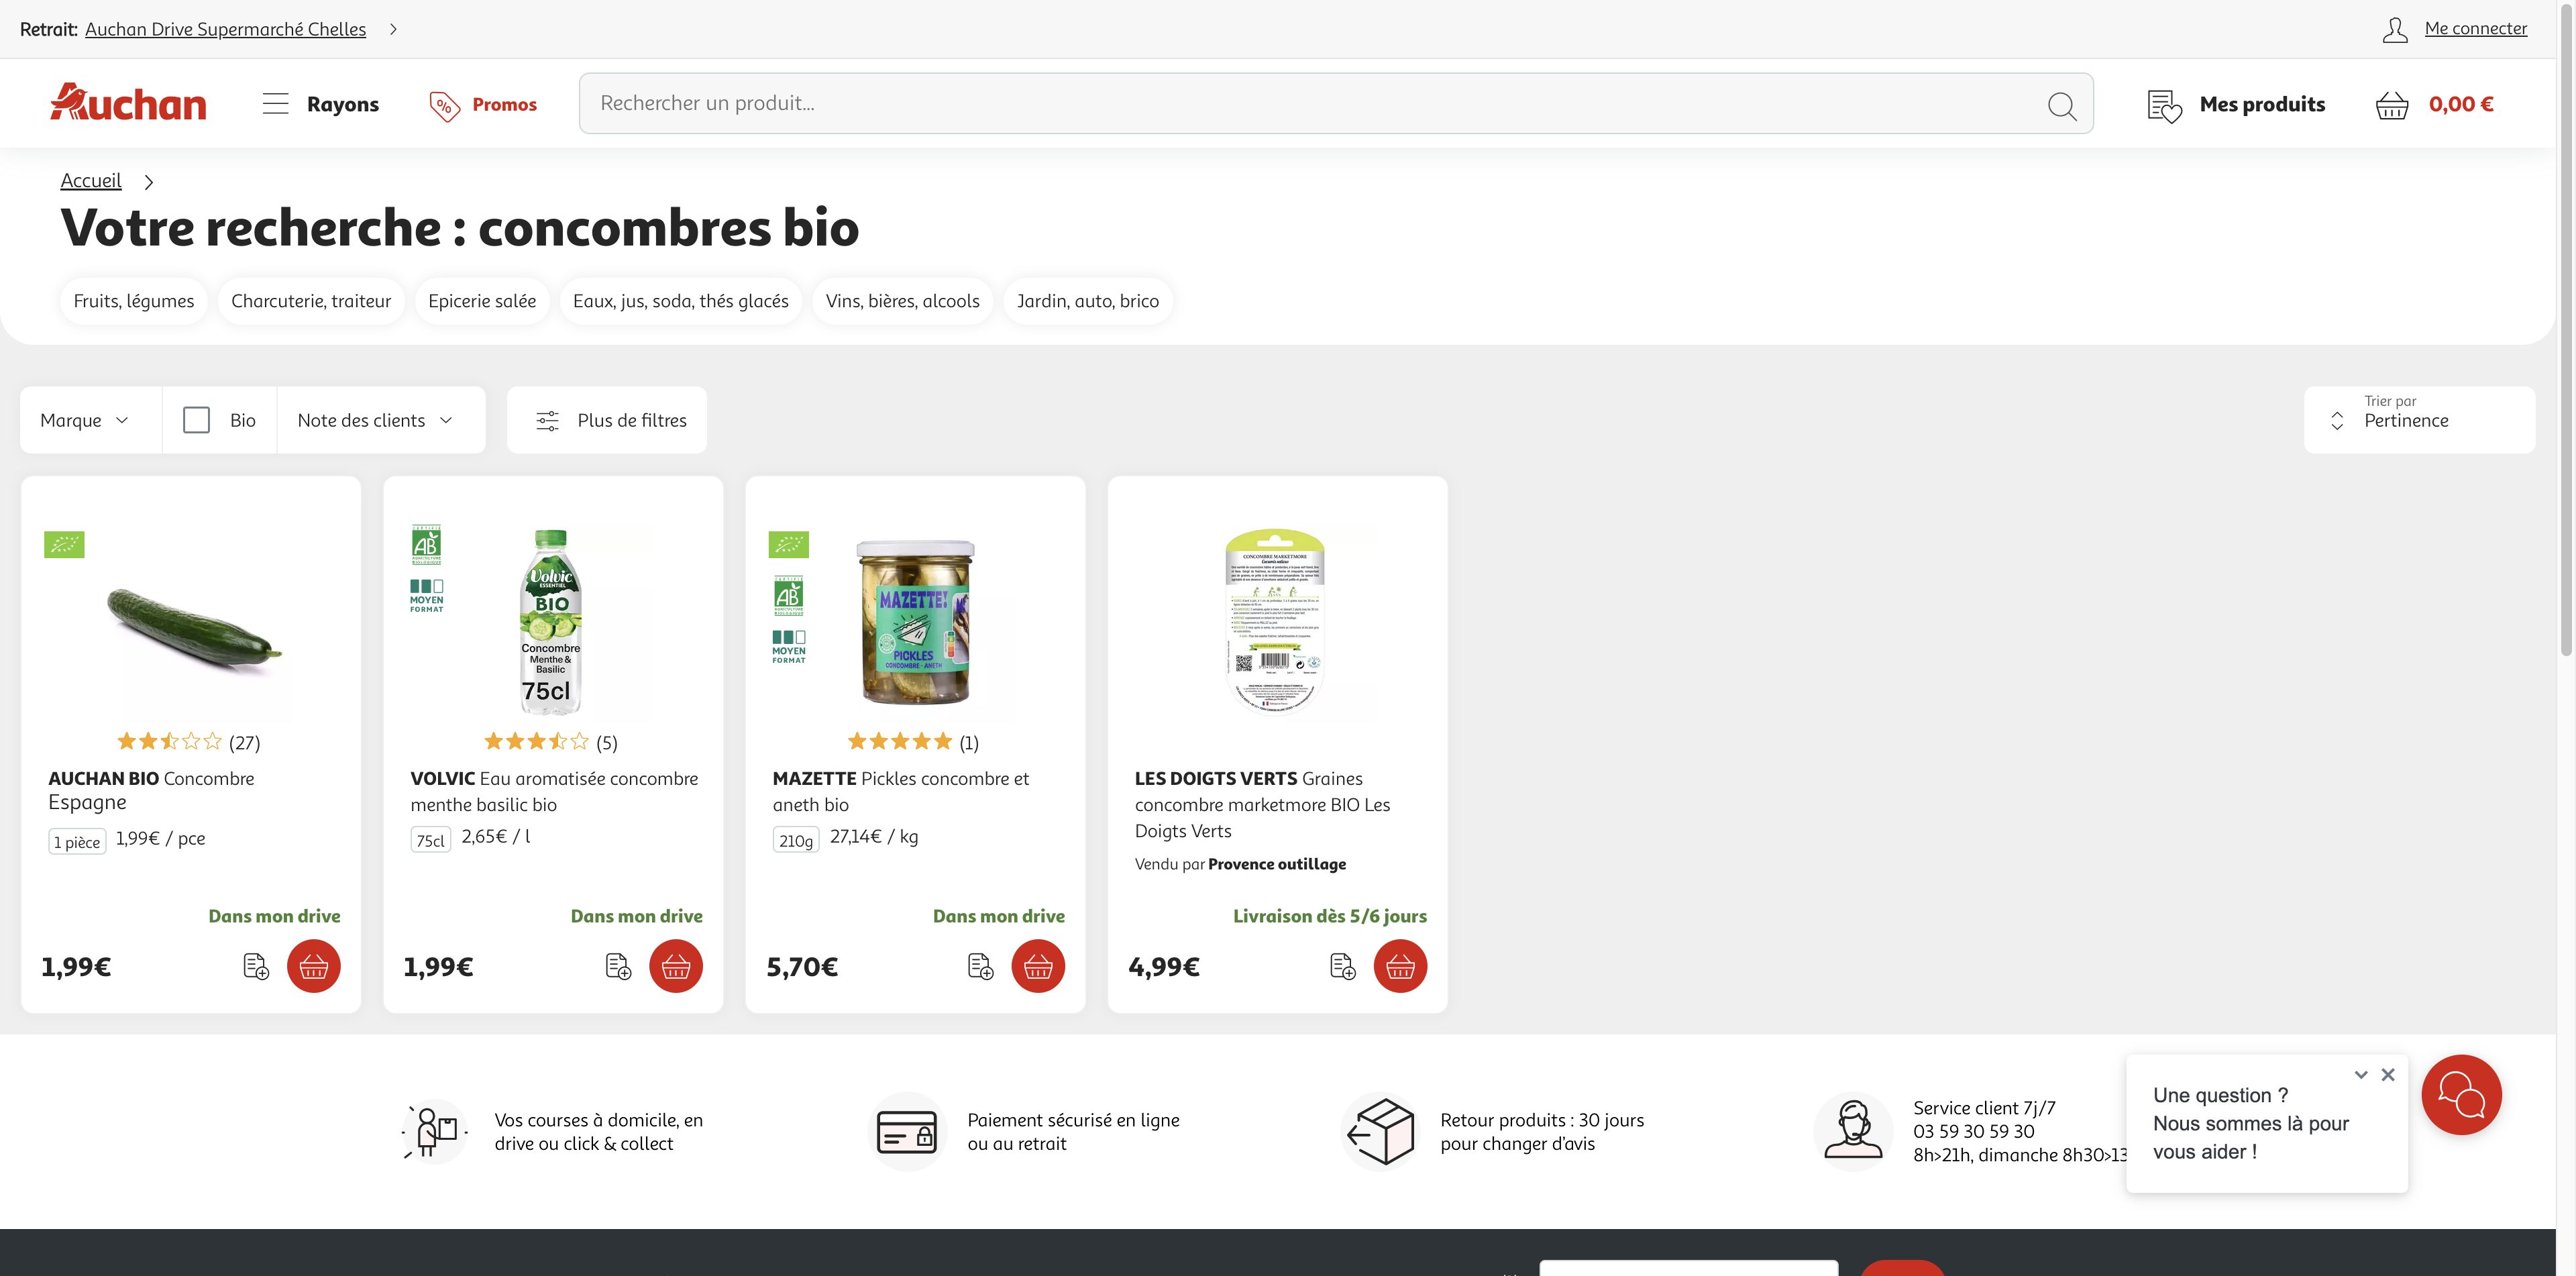 Retrait: Auchan Drive Supermarché Chelles
Me connecter
Auchan
Rayons
% Promos
Rechercher un produit...
Mes produits
0,00 €
Accueil
Votre recherche : concombres bio
Fruits, légumes
Charcuterie, traiteur
Epicerie salée
Eaux, jus, soda, thés glacés
Vins, bières, alcools
Jardin, auto, brico
Marque
Bio
Note des clients
Plus de filtres
Trier par
Pertinence
(27)
AUCHAN BIO Concombre
Espagne
1 pièce 1,99€ / pce
Dans mon drive
1,99€
AB
MOYEN
FORMAT
Volvic
ESSENTIEL
BIO
Concombre
Menthe &
Basilic
75cl
(5)
VOLVIC Eau aromatisée concombre
menthe basilic bio
75cl 2,65€ / l
Dans mon drive
1,99€
AB
MOYEN
FORMAT
MAZETTE!
PICKLES
CONCOMBRE - ANETH
(1)
MAZETTE Pickles concombre et
aneth bio
210g 27,14€ / kg
Dans mon drive
5,70€
CONCOMBRE MARKETMORE
LES DOIGTS VERTS Graines
concombre marketmore BIO Les
Doigts Verts
Vendu par Provence outillage
Livraison dès 5/6 jours
4,99€
Vos courses à domicile, en
drive ou click & collect
Paiement sécurisé en ligne
ou au retrait
Retour produits : 30 jours
pour changer d'avis
Service client 7j/7
03 59 30 59 30
8h>21h, dimanche 8h30>13
Une question ?
Nous sommes là pour
vous aider !